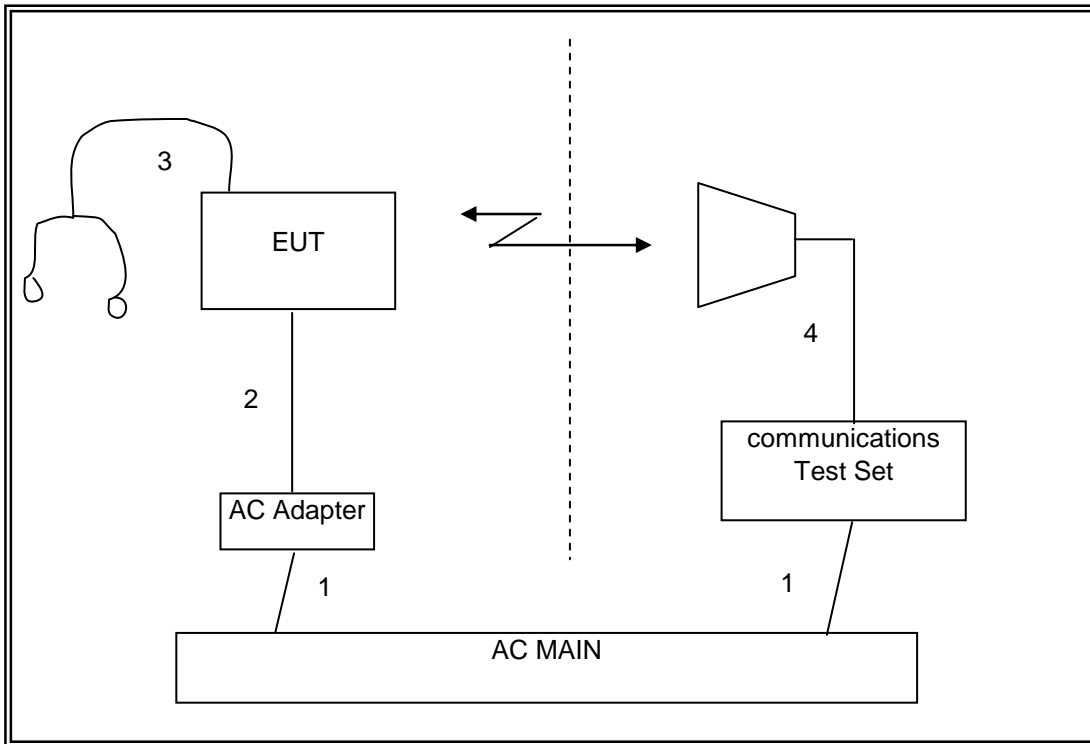 3
EUT
4
2
communications
Test Set
AC Adapter
1
1
AC MAIN